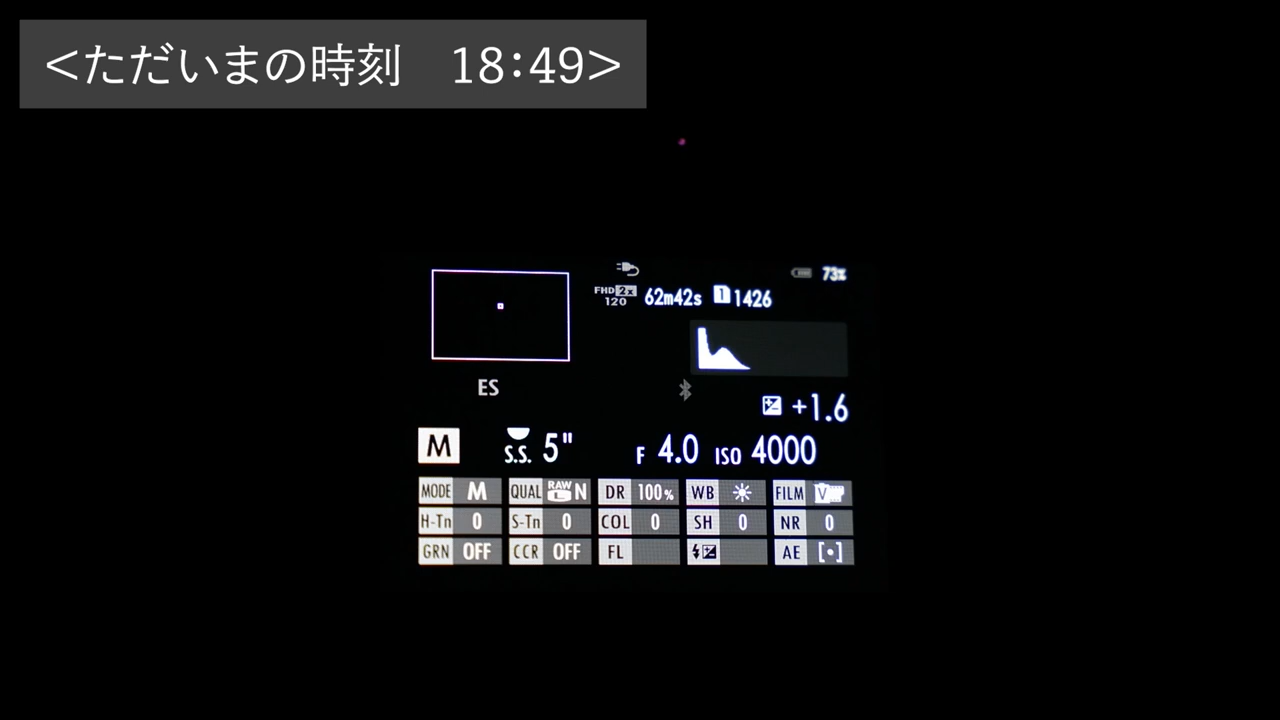 <ただいまの時刻　18:49>
73%
FHD 2x 120 62m42s 1 1426
ES
+1.6
M S.S. 5" F 4.0 ISO 4000
MODE M QUAL RAW L N DR 100% WB FILM V
H-Tn 0 S-Tn 0 COL 0 SH 0 NR 0
GRN OFF CCR OFF FL AE [•]